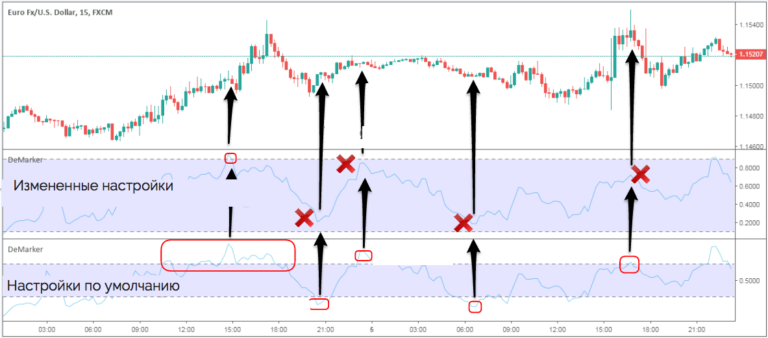 Euro Fx/U.S. Dollar, 15, FXCM
1.15400
1.15207
1.15000
1.14600
DeMarker
0.8000
Измененные настройки
0.6000
0.4000
0.2000
DeMarker
0.5000
Настройки по умолчанию
03:00 06:00 09:00 12:00 15:00 18:00 21:00 6 03:00 06:00 09:00 12:00 15:00 18:00 21:00